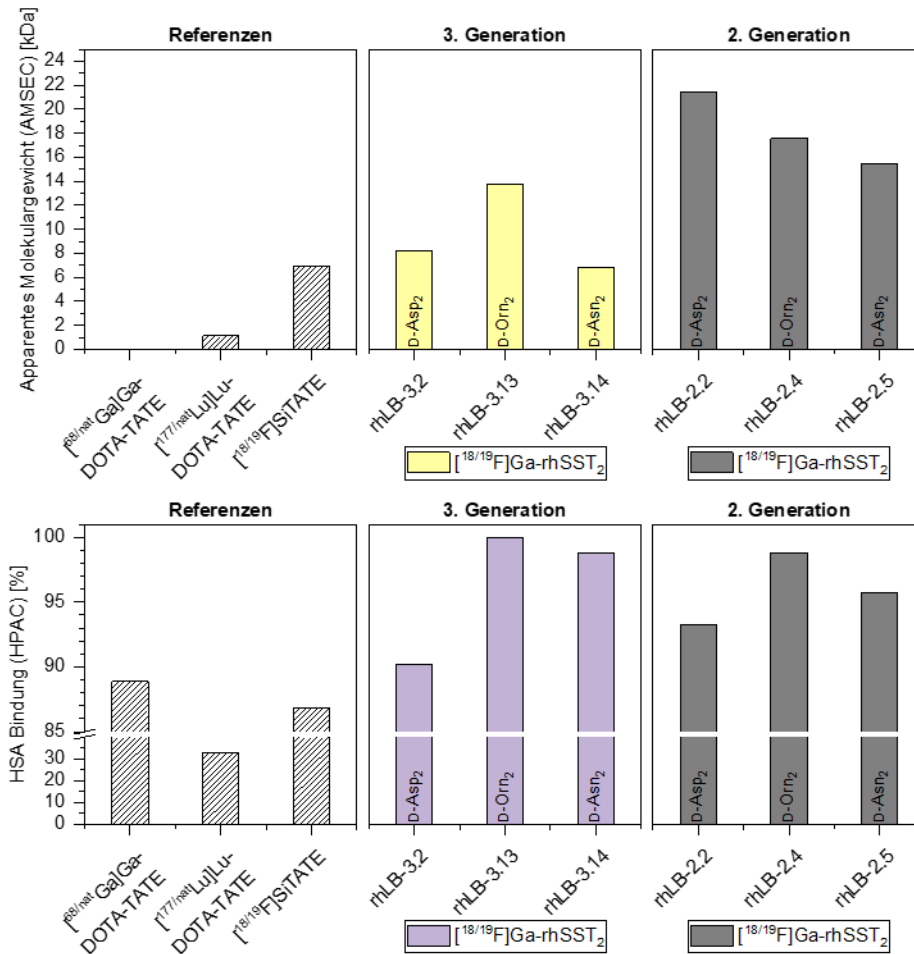 Referenzen
3. Generation
2. Generation
Apparentes Molekulargewicht (AMSEC) [kDa]
24
22
20
18
16
14
12
10
8
6
4
2
0
D-Asp₂
D-Orn₂
D-Asn₂
D-Asp₂
D-Orn₂
D-Asn₂
[⁶⁸/ⁿᵃᵗGa]Ga-
DOTA-TATE
[¹⁷⁷/ⁿᵃᵗLu]Lu-
DOTA-TATE
[¹⁸/¹⁹F]SiTATE
rhLB-3.2
rhLB-3.13
rhLB-3.14
rhLB-2.2
rhLB-2.4
rhLB-2.5
[¹⁸/¹⁹F]Ga-rhSST₂
[¹⁸/¹⁹F]Ga-rhSST₂
Referenzen
3. Generation
2. Generation
HSA Bindung (HPAC) [%]
100
95
90
85
30
20
10
0
D-Asp₂
D-Orn₂
D-Asn₂
D-Asp₂
D-Orn₂
D-Asn₂
[⁶⁸/ⁿᵃᵗGa]Ga-
DOTA-TATE
[¹⁷⁷/ⁿᵃᵗLu]Lu-
DOTA-TATE
[¹⁸/¹⁹F]SiTATE
rhLB-3.2
rhLB-3.13
rhLB-3.14
rhLB-2.2
rhLB-2.4
rhLB-2.5
[¹⁸/¹⁹F]Ga-rhSST₂
[¹⁸/¹⁹F]Ga-rhSST₂